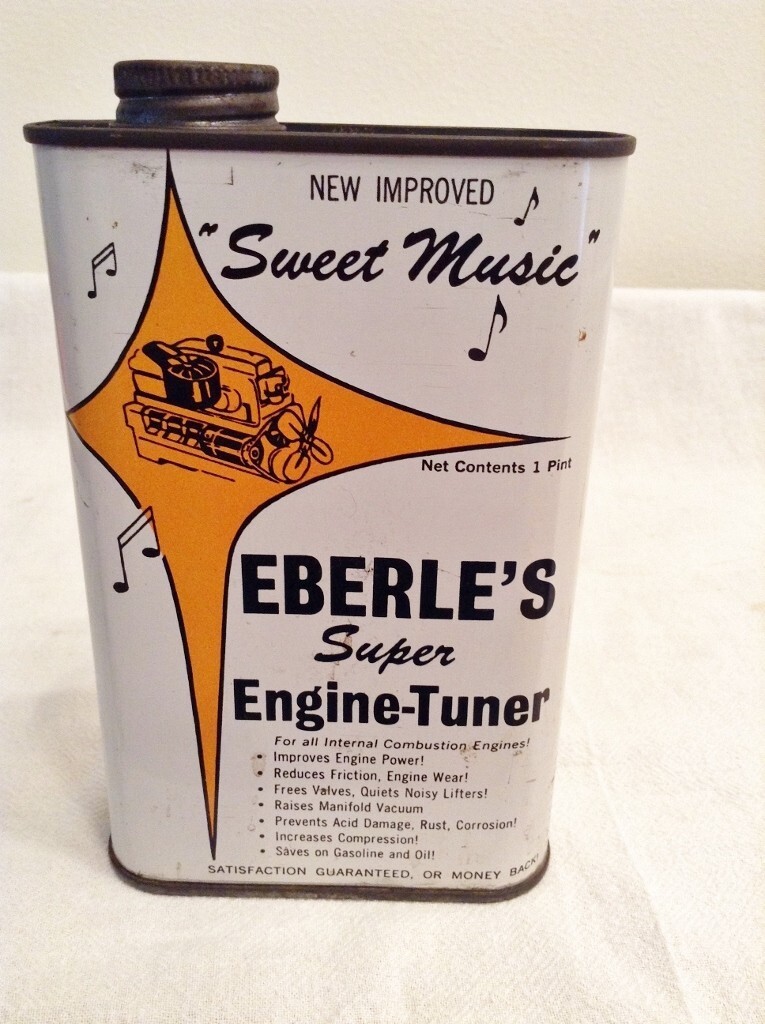 NEW IMPROVED
"Sweet Music"
Net Contents 1 Pint
EBERLE'S
Super
Engine-Tuner
For all Internal Combustion Engines!
• Improves Engine Power!
• Reduces Friction, Engine Wear!
• Frees Valves, Quiets Noisy Lifters!
• Raises Manifold Vacuum
• Prevents Acid Damage, Rust, Corrosion!
• Increases Compression!
• Saves on Gasoline and Oil!
SATISFACTION GUARANTEED, OR MONEY BACK!